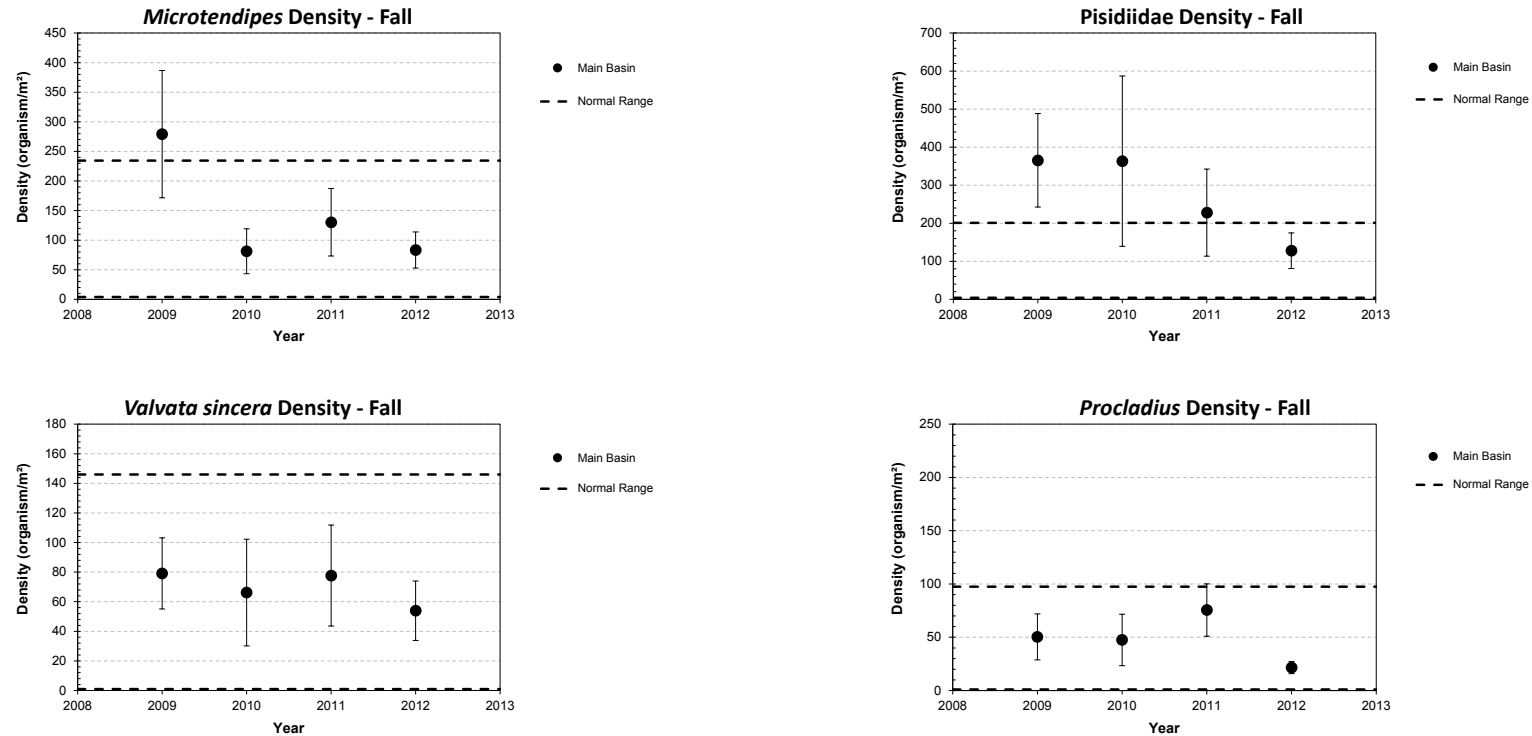 Microtendipes Density - Fall
Density (organism/m²)
450
400
350
300
250
200
150
100
50
0
2008 2009 2010 2011 2012 2013
Year
Main Basin
Normal Range
Pisidiidae Density - Fall
Density (organism/m²)
700
600
500
400
300
200
100
0
2008 2009 2010 2011 2012 2013
Year
Main Basin
Normal Range
Valvata sincera Density - Fall
Density (organism/m²)
180
160
140
120
100
80
60
40
20
0
2008 2009 2010 2011 2012 2013
Year
Main Basin
Normal Range
Procladius Density - Fall
Density (organism/m²)
250
200
150
100
50
0
2008 2009 2010 2011 2012 2013
Year
Main Basin
Normal Range